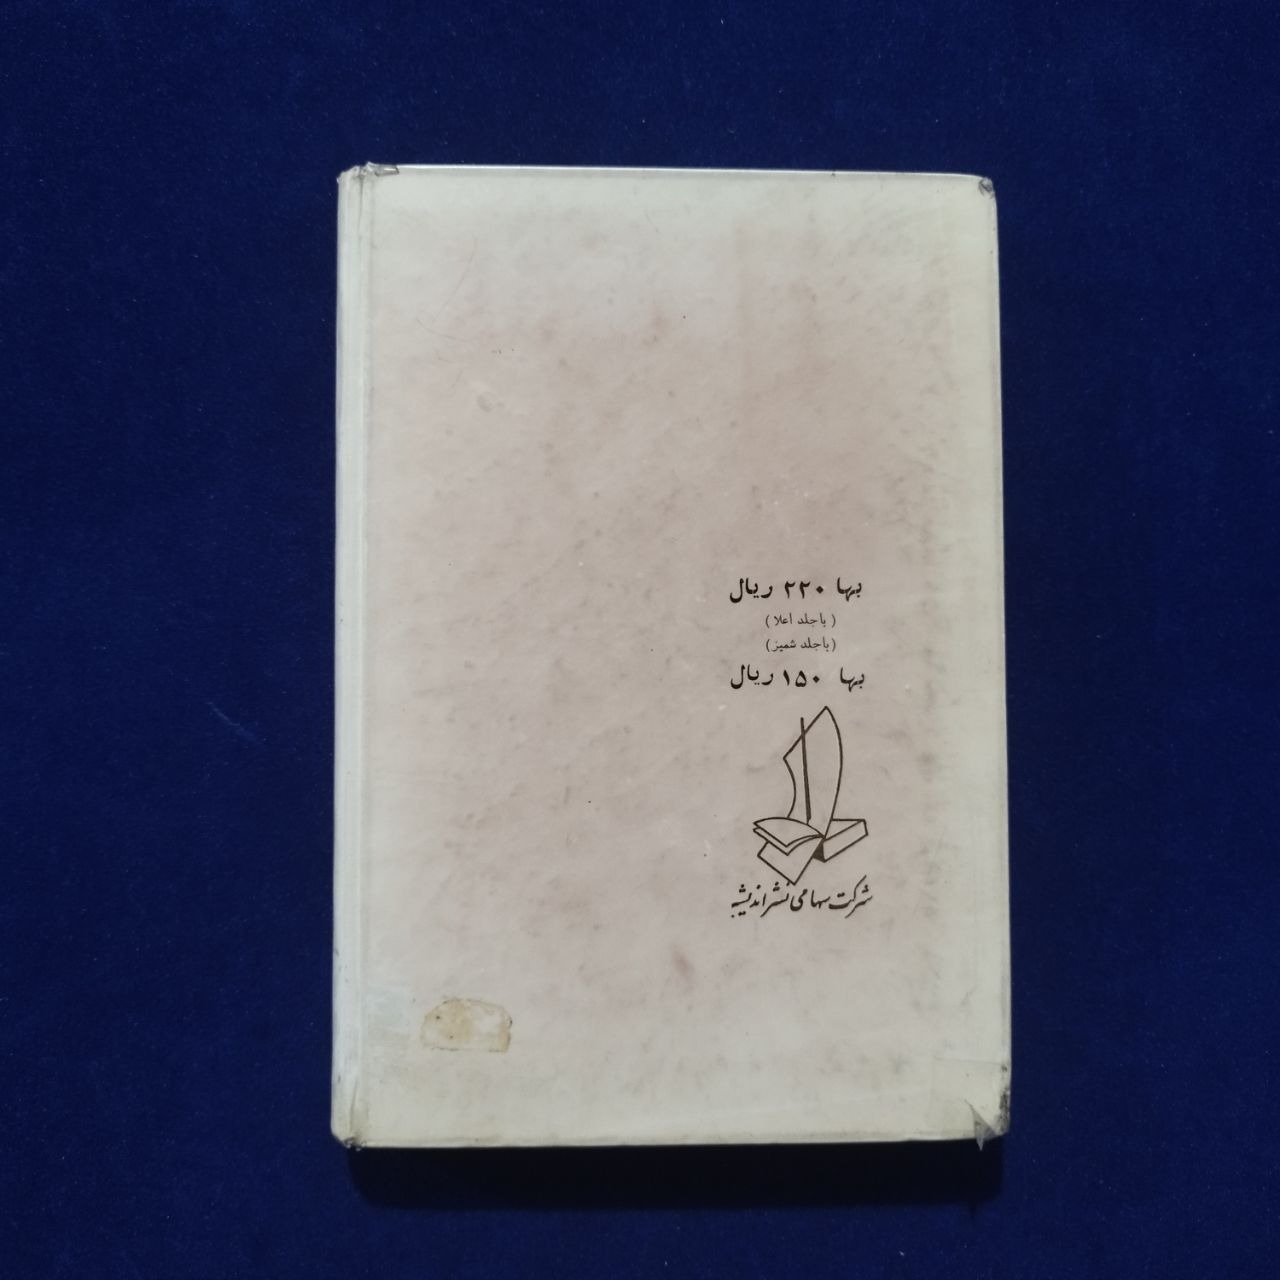 بها ۲۲۰ ریال
(باجلد اعلا)
(باجلد شمیز)
بها ۱۵۰ ریال
شرکت سهامی نشر اندیشه